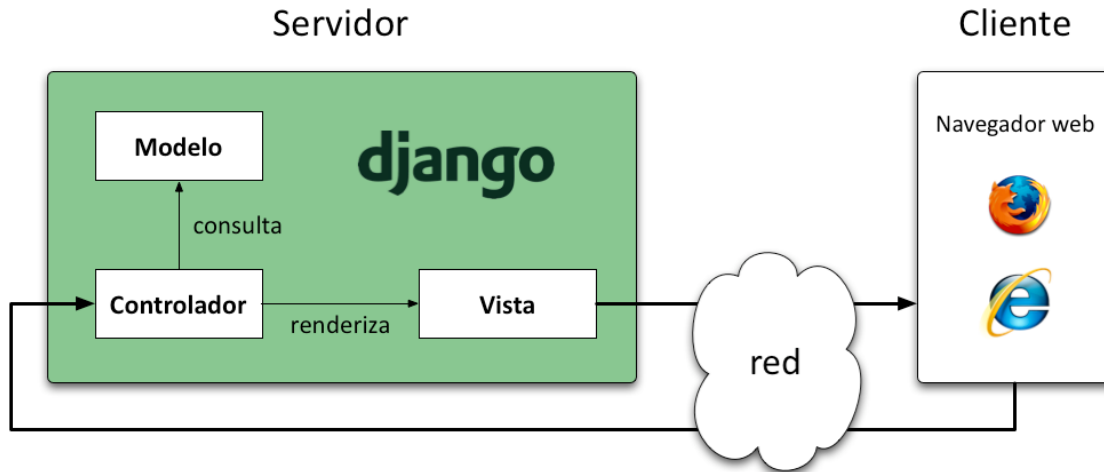 Servidor
Cliente
Modelo
django
Navegador web
consulta
Controlador
renderiza
Vista
red